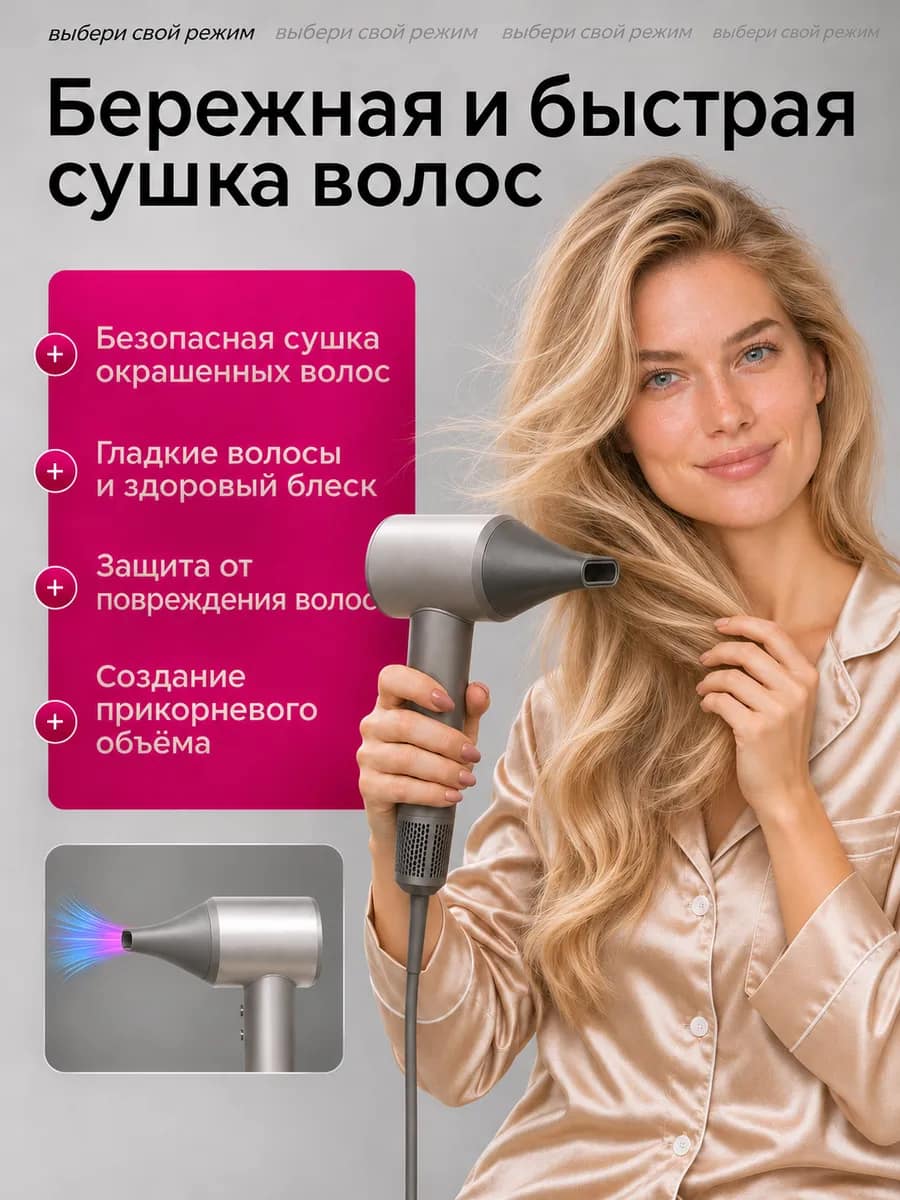 выбери свой режим выбери свой режим выбери свой режим выбери свой режим
Бережная и быстрая
сушка волос
Безопасная сушка
окрашенных волос
Гладкие волосы
и здоровый блеск
Защита от
повреждения волос
Создание
прикорневого
объёма